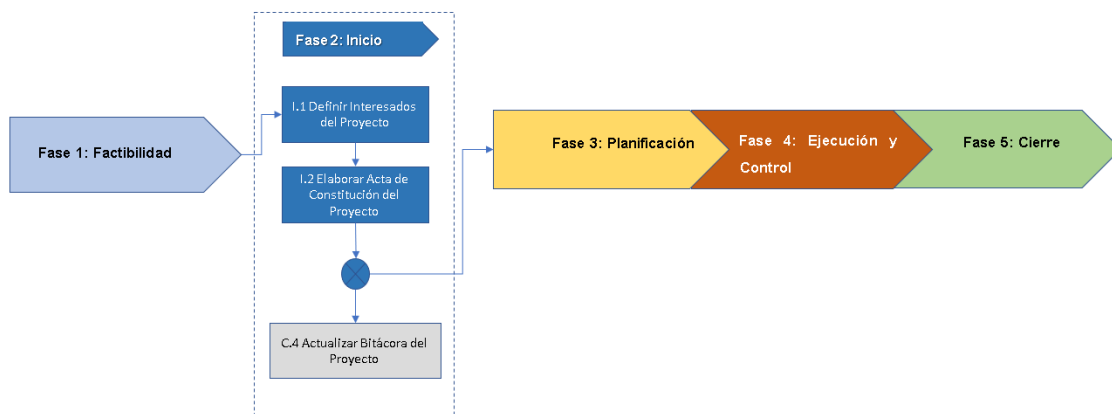 Fase 1: Factibilidad
Fase 2: Inicio
I.1 Definir Interesados
del Proyecto
I.2 Elaborar Acta de
Constitución del
Proyecto
C.4 Actualizar Bitácora del
Proyecto
Fase 3: Planificación
Fase 4: Ejecución y
Control
Fase 5: Cierre